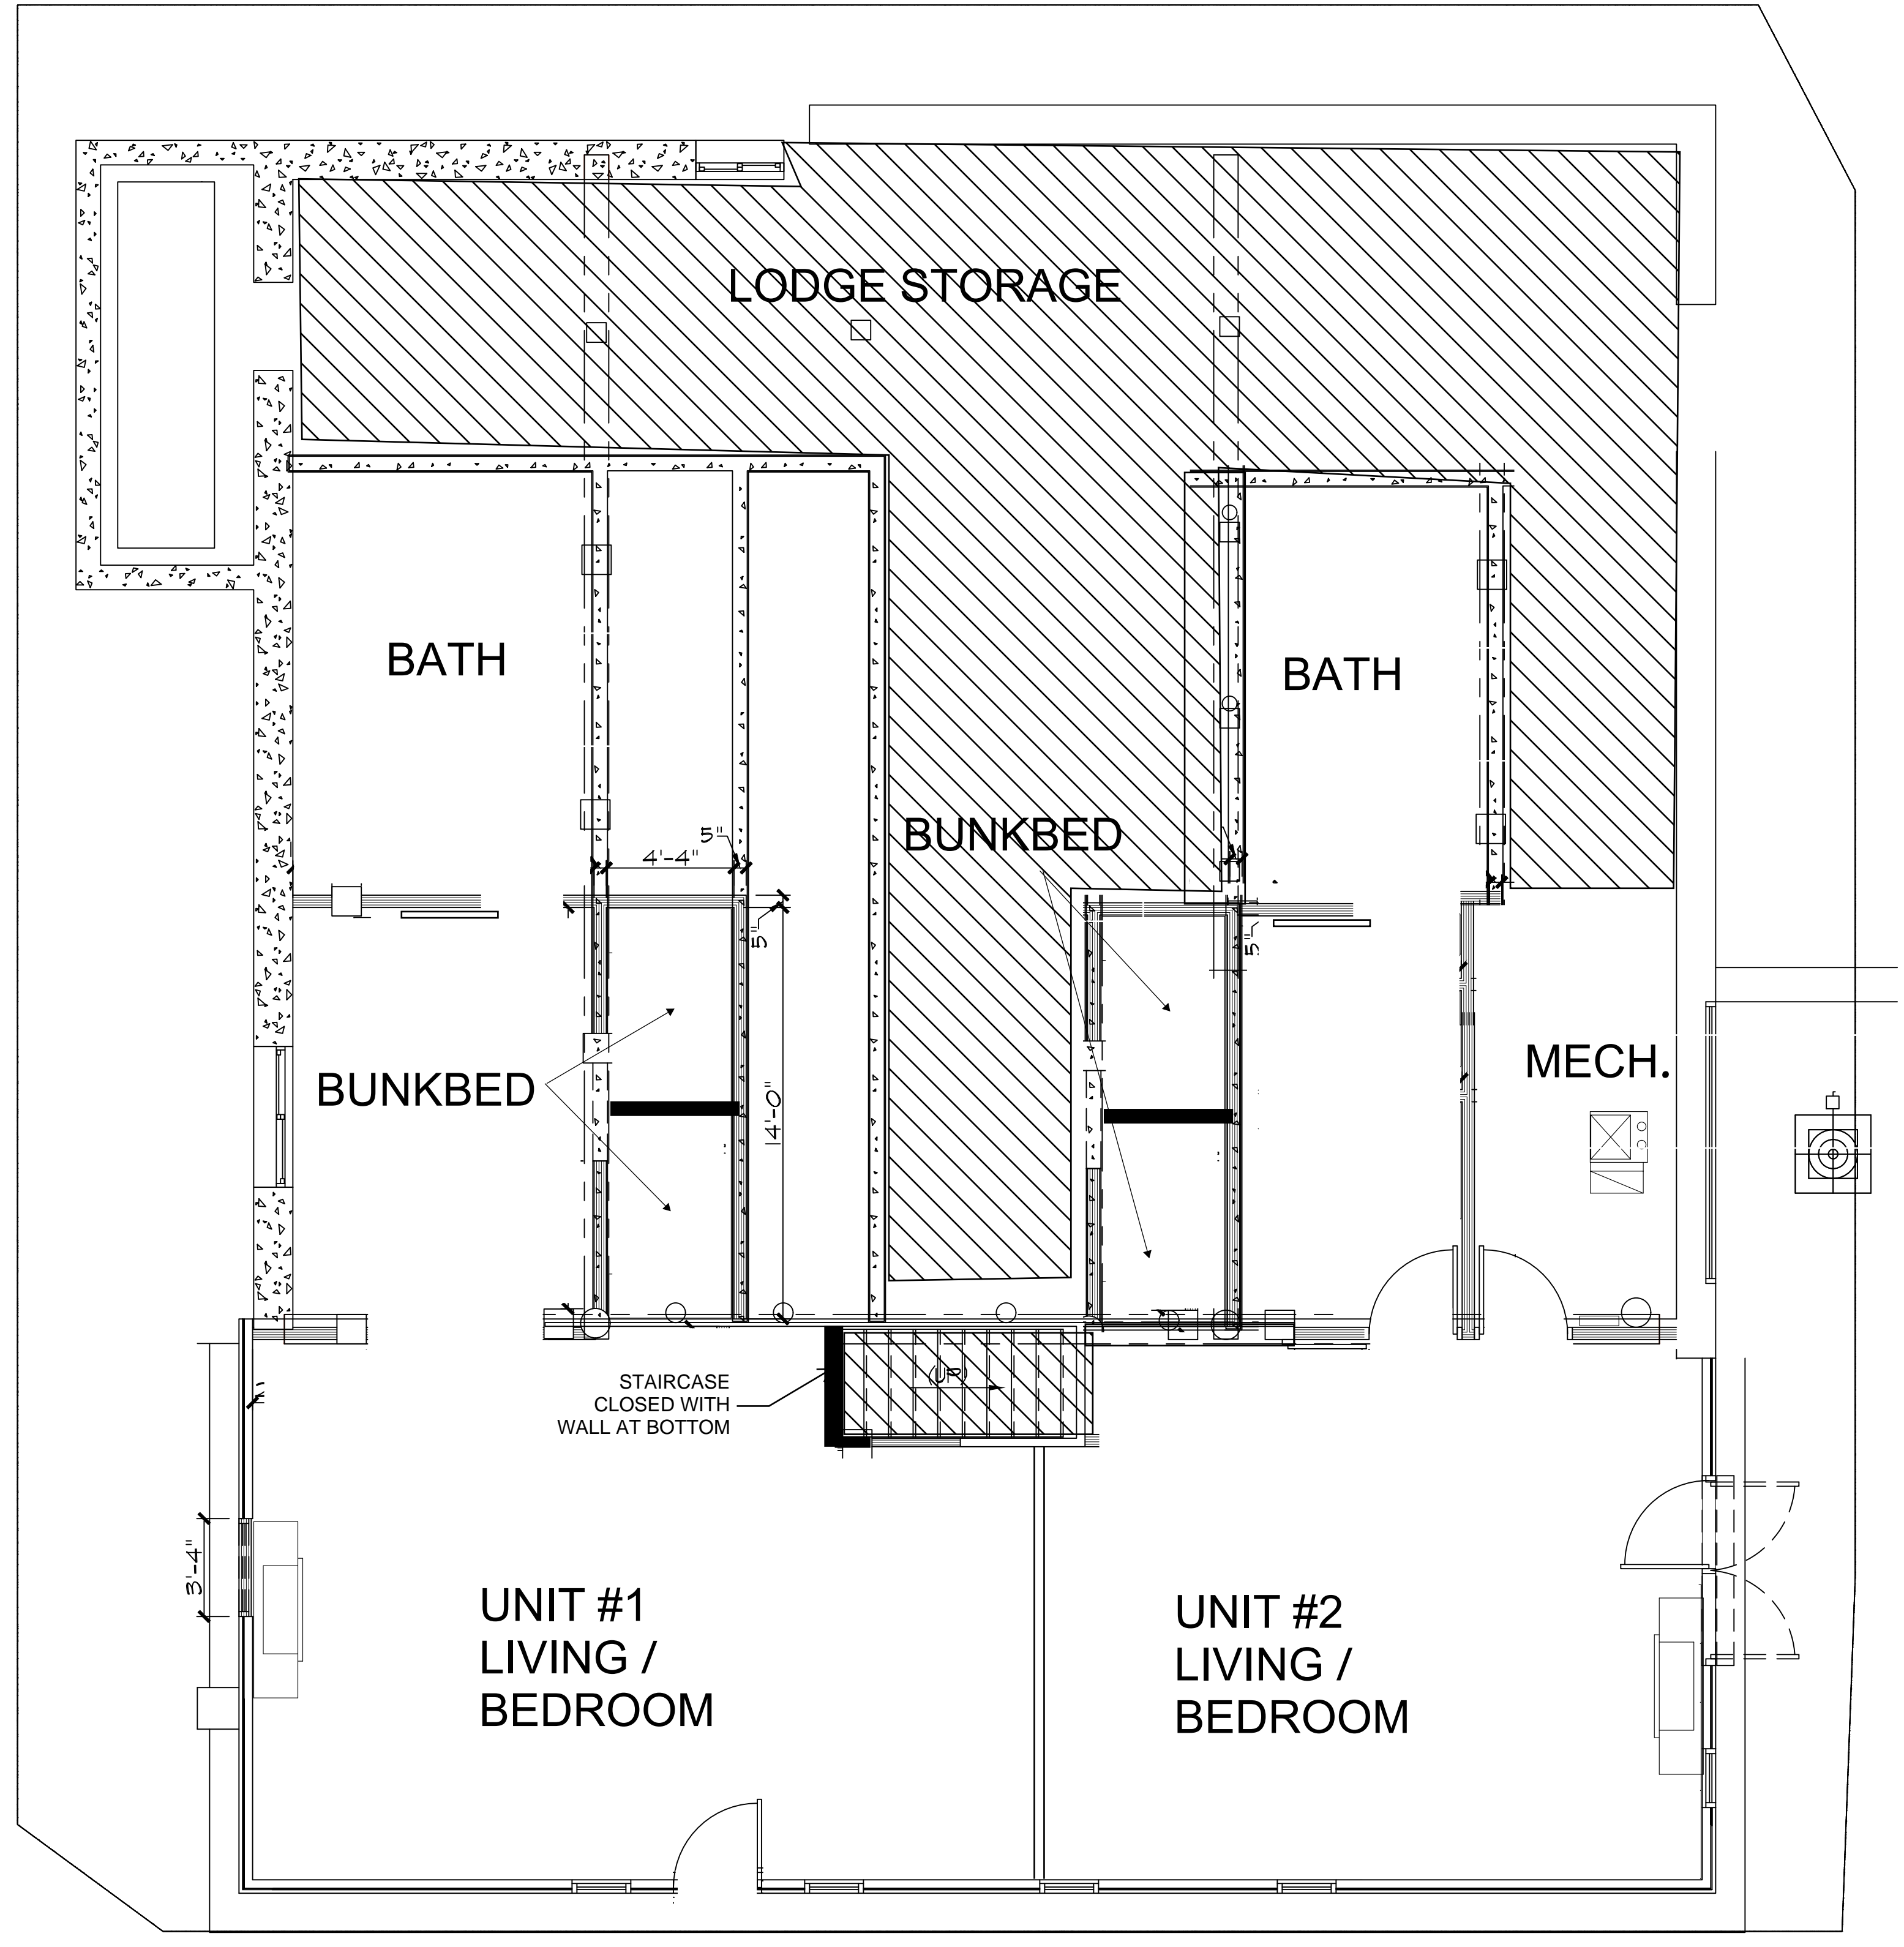 LODGE STORAGE
BATH
BATH
BUNKBED
5"
4'-4"
5"
5"
BUNKBED
MECH.
14'-0"
STAIRCASE
CLOSED WITH
WALL AT BOTTOM
3'-4"
UNIT #1
LIVING /
BEDROOM
UNIT #2
LIVING /
BEDROOM